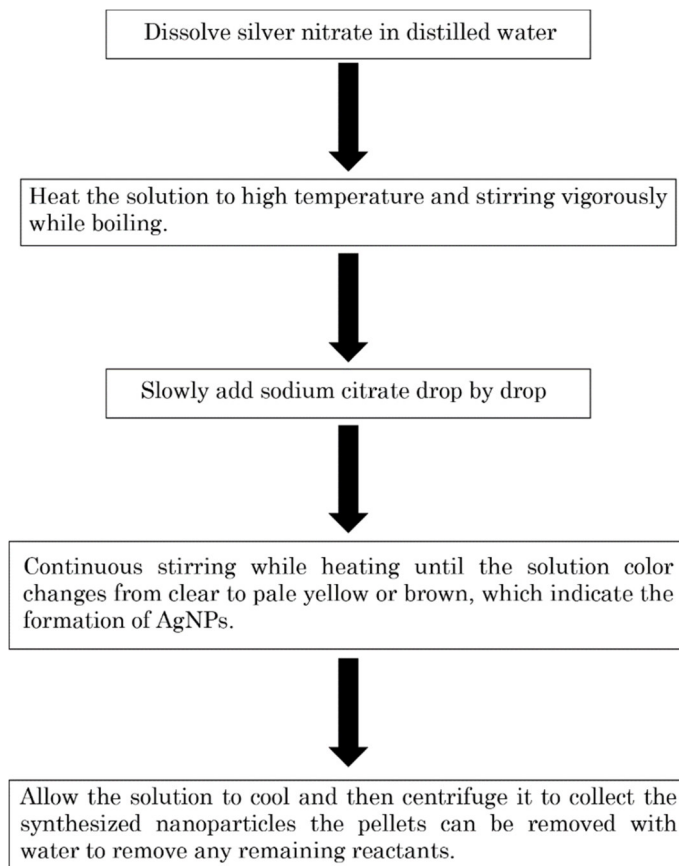 Dissolve silver nitrate in distilled water
Heat the solution to high temperature and stirring vigorously
while boiling.
Slowly add sodium citrate drop by drop
Continuous stirring while heating until the solution color
changes from clear to pale yellow or brown, which indicate the
formation of AgNPs.
Allow the solution to cool and then centrifuge it to collect the
synthesized nanoparticles the pellets can be removed with
water to remove any remaining reactants.